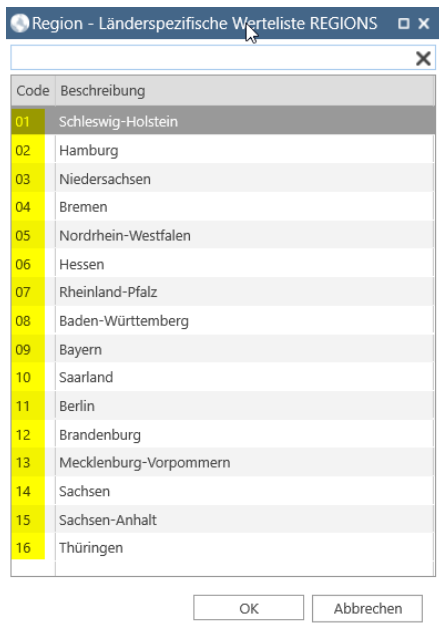 Region - Länderspezifische Werteliste REGIONS
Code Beschreibung
01 Schleswig-Holstein
02 Hamburg
03 Niedersachsen
04 Bremen
05 Nordrhein-Westfalen
06 Hessen
07 Rheinland-Pfalz
08 Baden-Württemberg
09 Bayern
10 Saarland
11 Berlin
12 Brandenburg
13 Mecklenburg-Vorpommern
14 Sachsen
15 Sachsen-Anhalt
16 Thüringen
OK Abbrechen